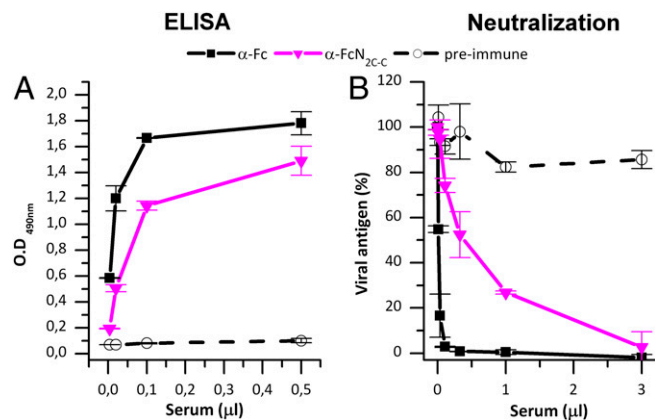 ELISA Neutralization
α-Fc α-FcN2C-C pre-immune
A B
2,0
1,8
1,6
1,4
1,2
1,0
0,8
0,6
0,4
0,2
0,0
O.D 490nm
0,0 0,1 0,2 0,3 0,4 0,5
Serum (μl)
120
100
80
60
40
20
0
Viral antigen (%)
0 1 2 3
Serum (μl)